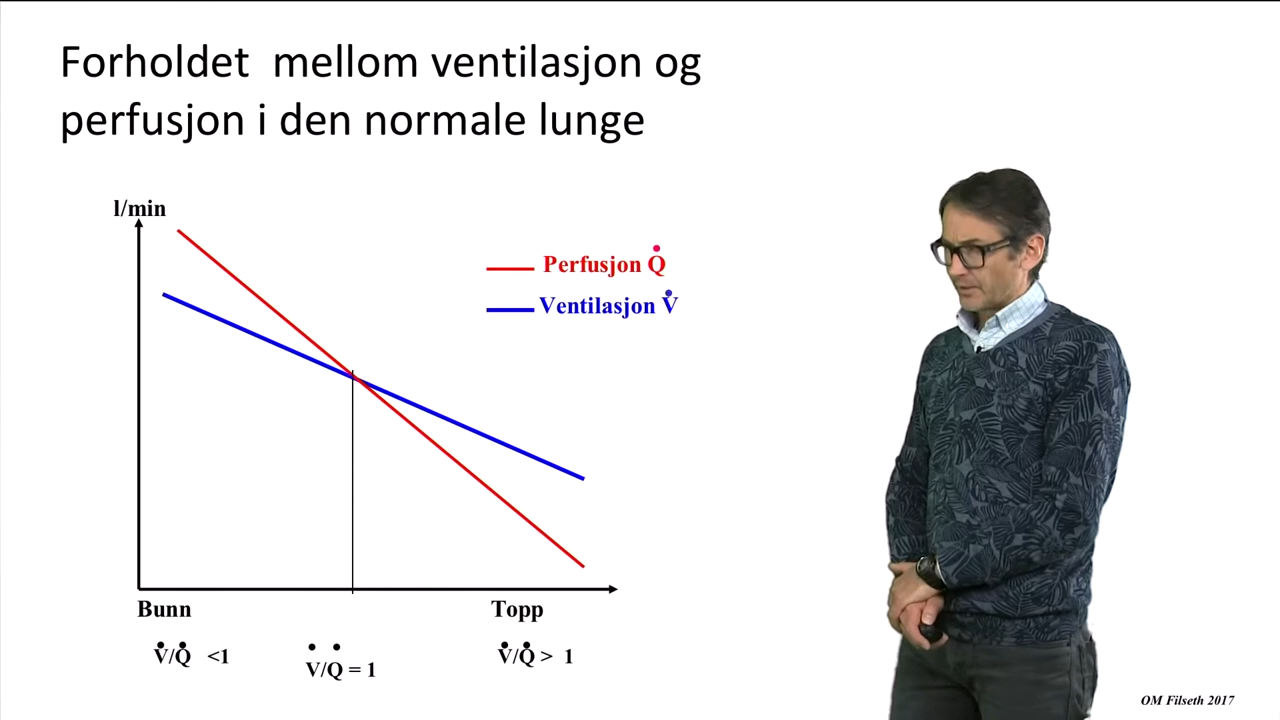 Forholdet mellom ventilasjon og
perfusjon i den normale lunge
l/min
Perfusjon Q̇
Ventilasjon V̇
Bunn
Topp
V̇/Q̇ <1
V̇/Q̇ = 1
V̇/Q̇ > 1
OM Filseth 2017